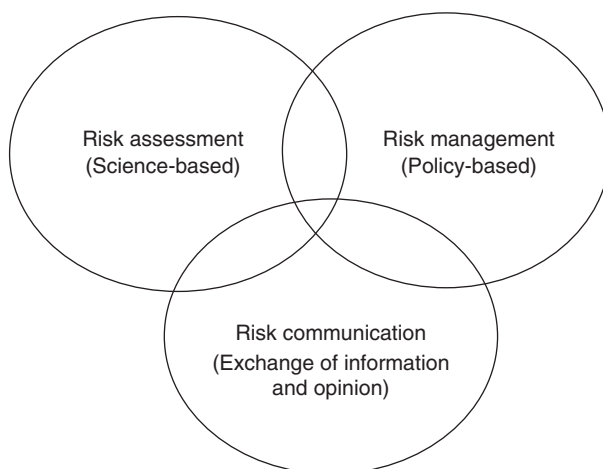 Risk assessment
(Science-based)
Risk management
(Policy-based)
Risk communication
(Exchange of information
and opinion)